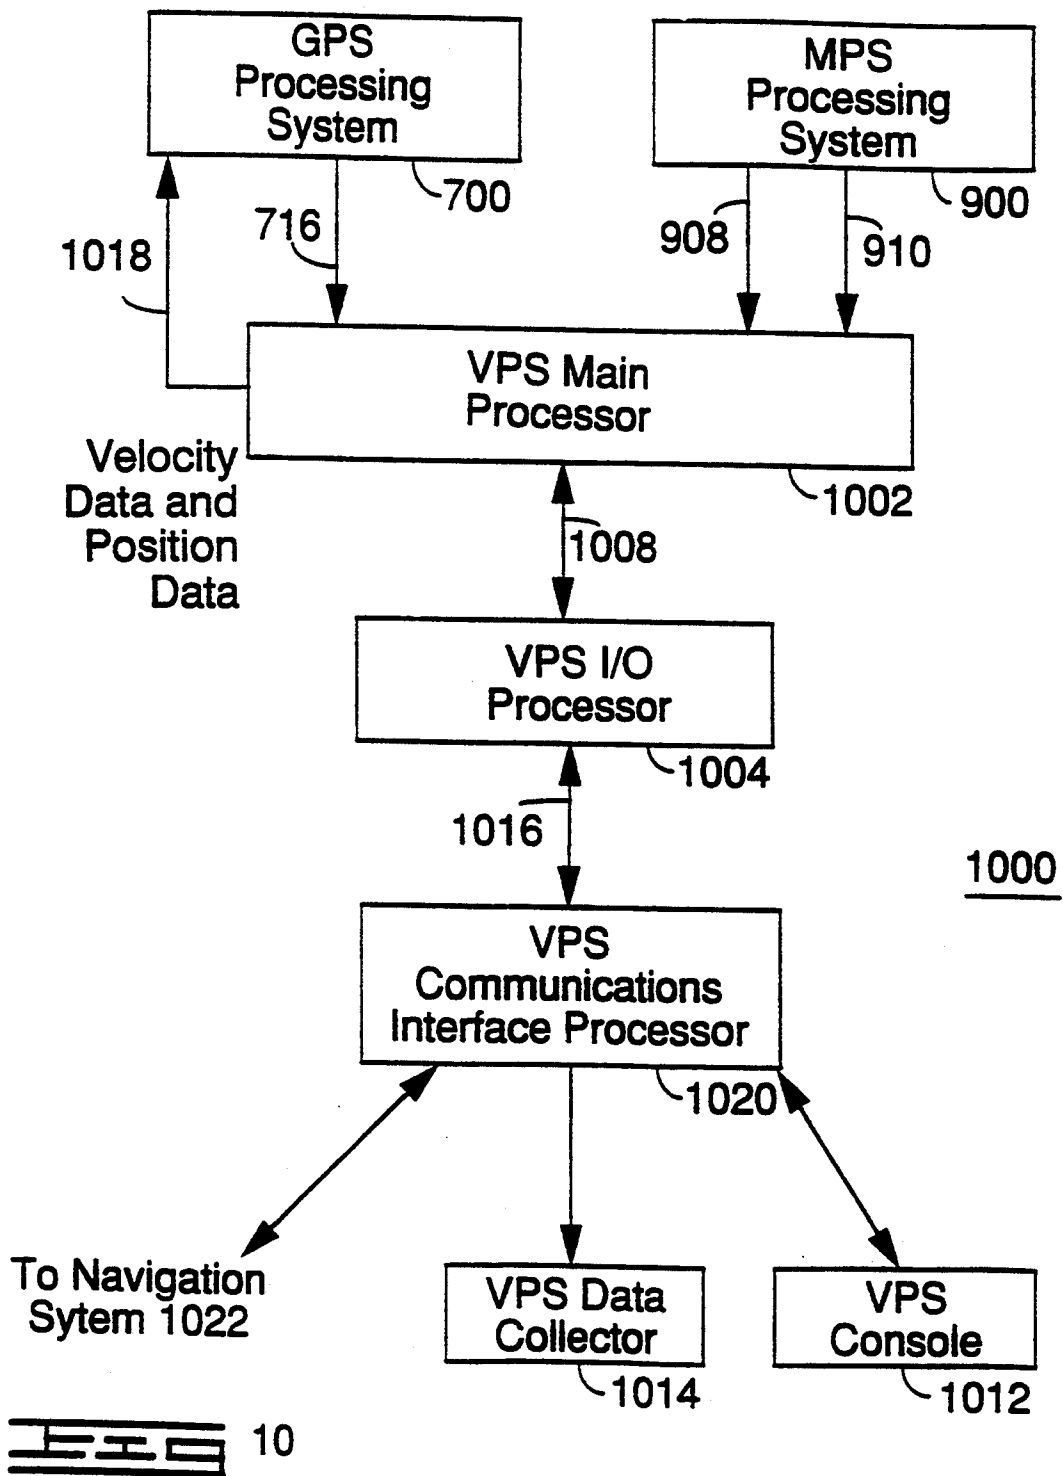 GPS
Processing
System
MPS
Processing
System
700
900
716
908
910
1018
VPS Main
Processor
Velocity
Data and
Position
Data
1002
1008
VPS I/O
Processor
1004
1016
1000
VPS
Communications
Interface Processor
1020
To Navigation
Sytem 1022
VPS Data
Collector
VPS
Console
1014
1012
FIG 10